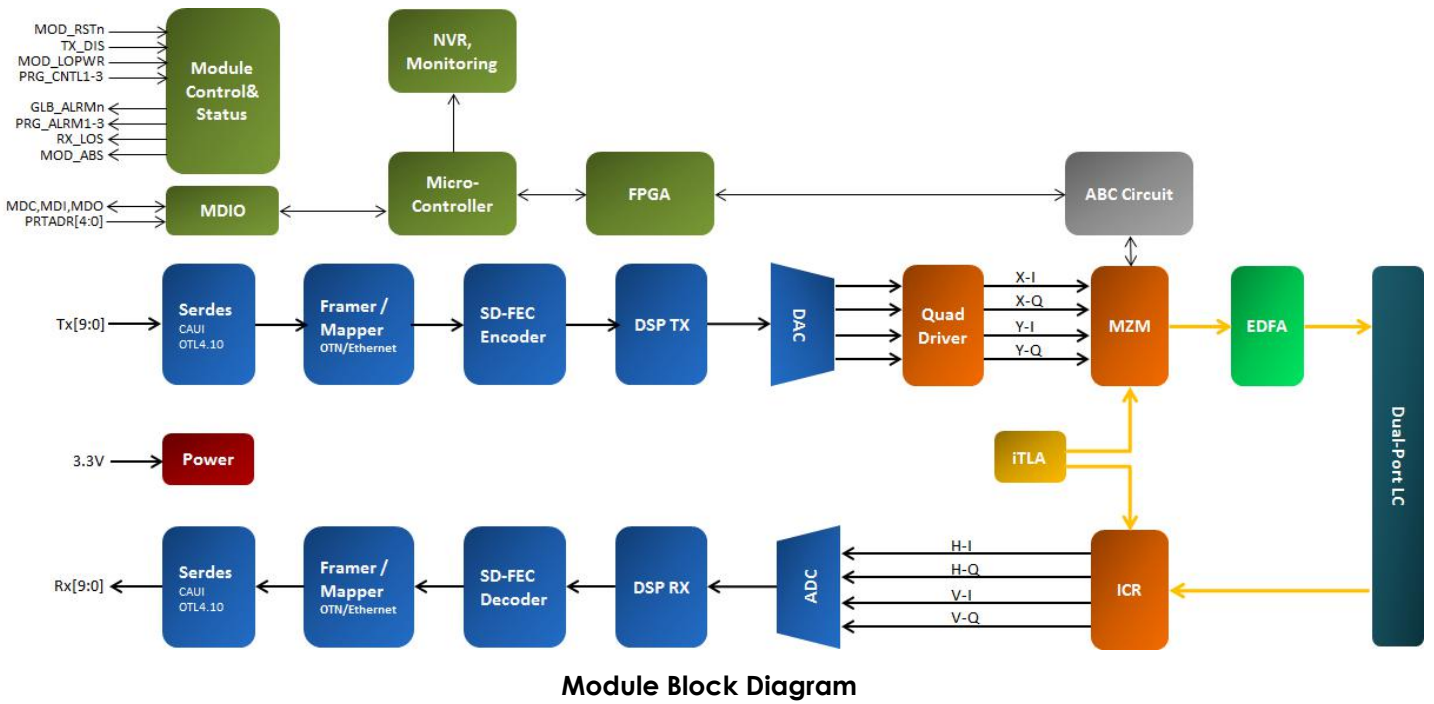 MOD_RSTn
TX_DIS
MOD_LOPWR
PRG_CNTL1-3
GLB_ALRMn
PRG_ALRM1-3
RX_LOS
MOD_ABS
Module
Control&
Status
NVR,
Monitoring
MDC,MDI,MDO
PRTADR[4:0]
MDIO
Micro-
Controller
FPGA
ABC Circuit
Tx[9:0]
Serdes
CAUI
OTL4.10
Framer /
Mapper
OTN/Ethernet
SD-FEC
Encoder
DSP TX
DAC
Quad
Driver
X-I
X-Q
Y-I
Y-Q
MZM
EDFA
Dual-Port LC
3.3V
Power
iTLA
Rx[9:0]
Serdes
CAUI
OTL4.10
Framer /
Mapper
OTN/Ethernet
SD-FEC
Decoder
DSP RX
ADC
H-I
H-Q
V-I
V-Q
ICR
Module Block Diagram